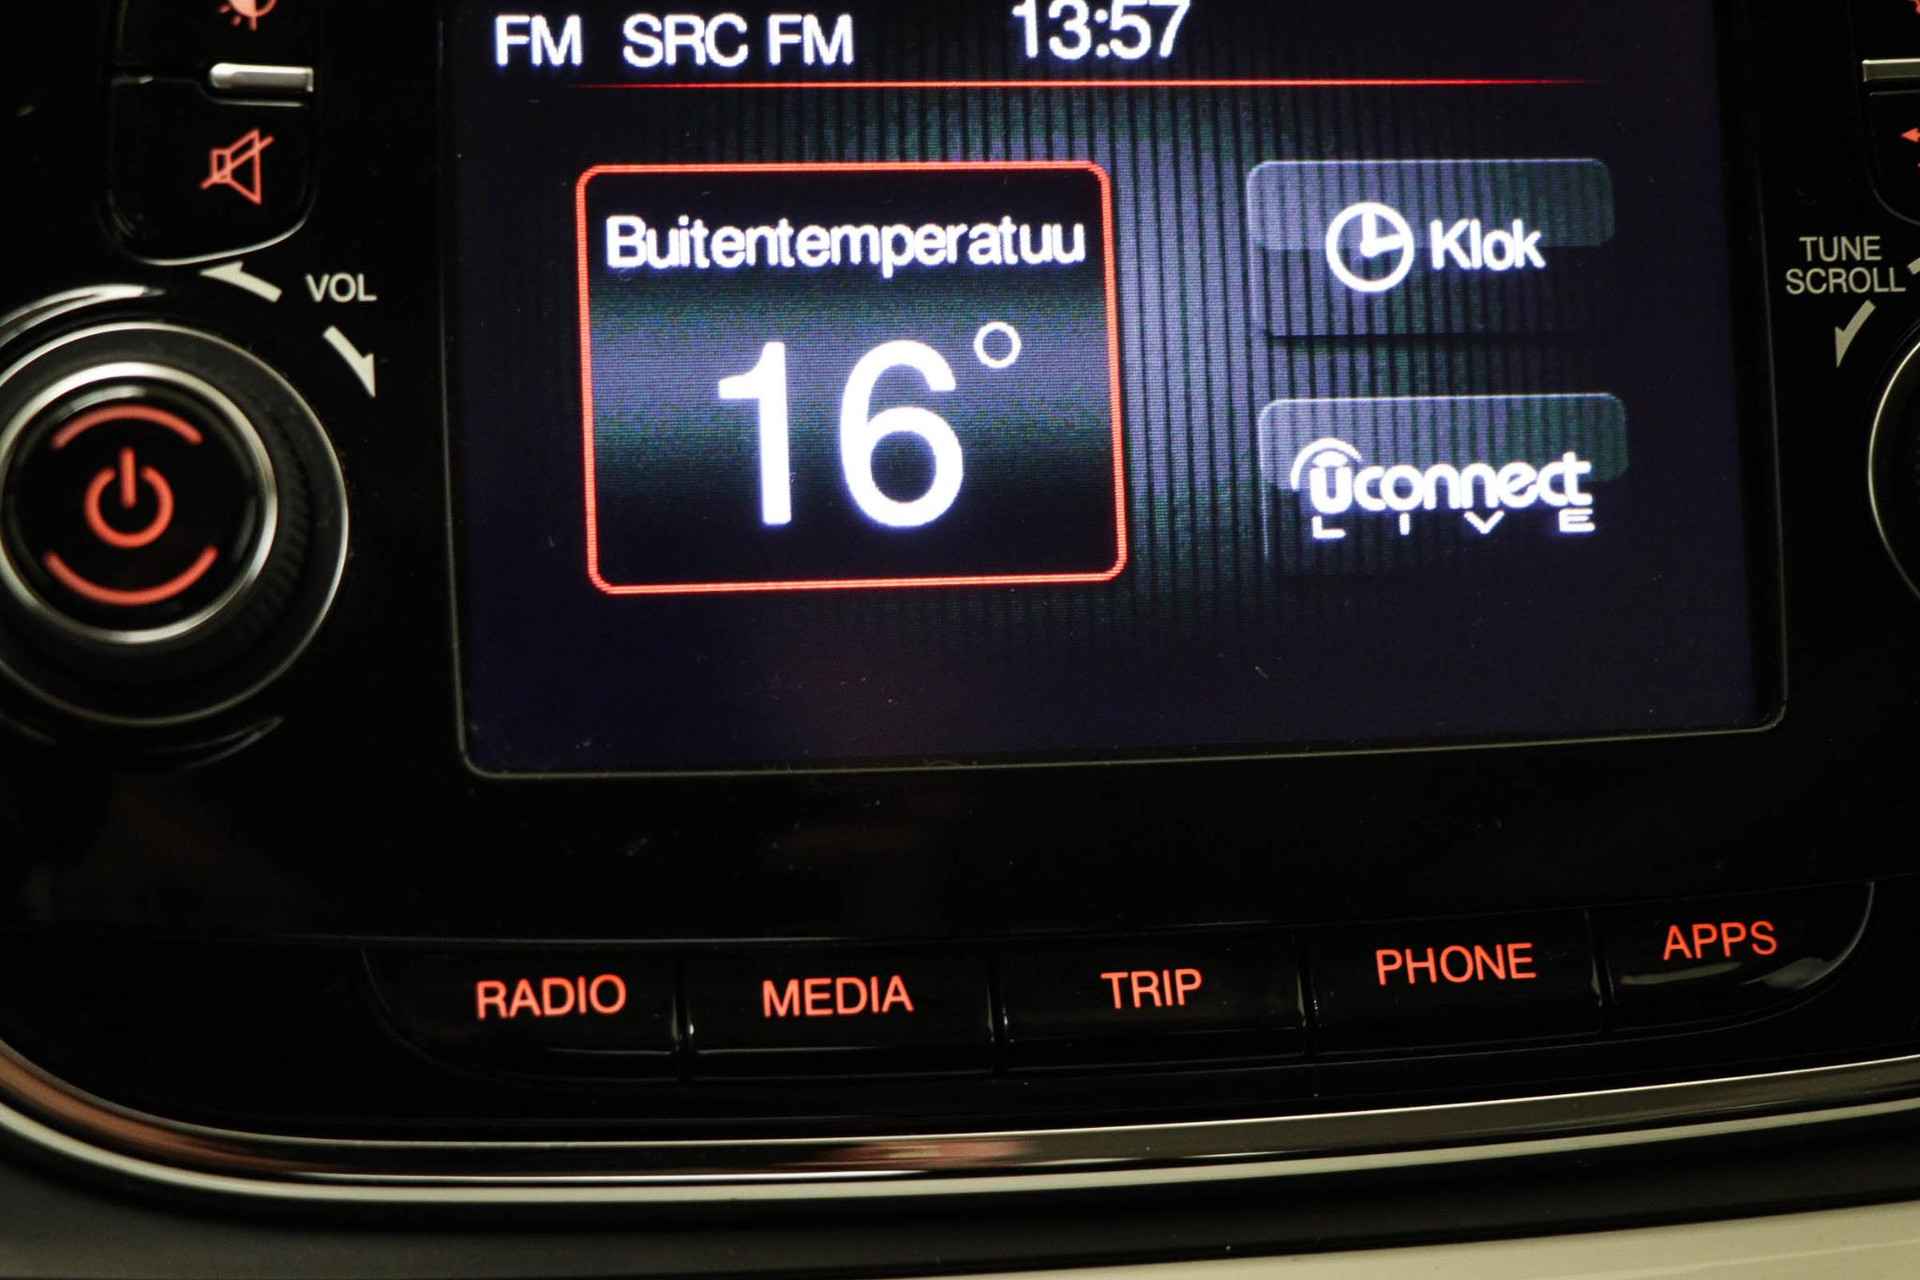 FM SRC FM 13:57
Buitentemperatuu
16°
Klok
uconnect
LIVE
VOL
TUNE
SCROLL
RADIO MEDIA TRIP PHONE APPS